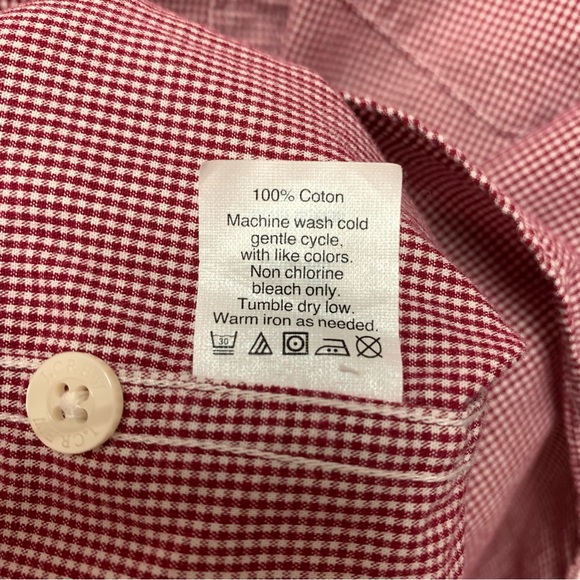 100% Coton
Machine wash cold
gentle cycle,
with like colors.
Non chlorine
bleach only.
Tumble dry low.
Warm iron as needed.
30